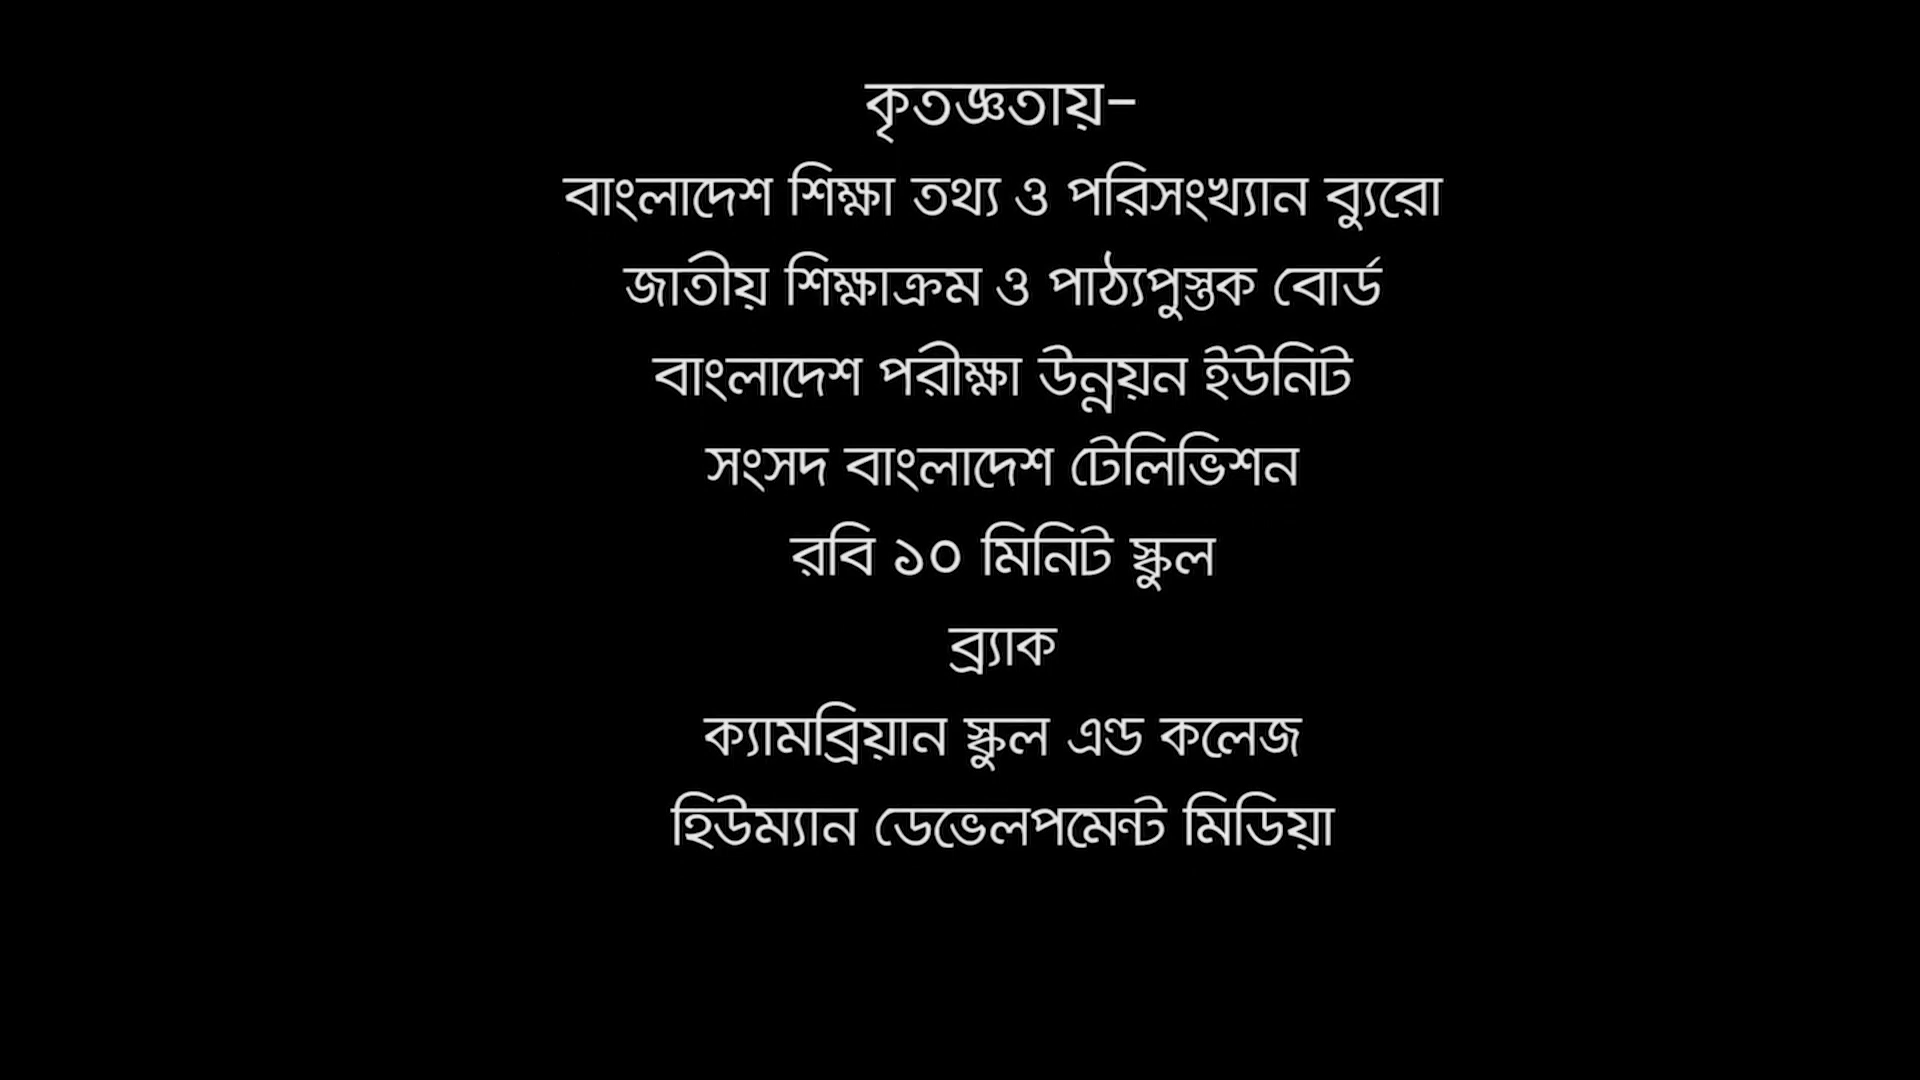 কৃতজ্ঞতায়–
বাংলাদেশ শিক্ষা তথ্য ও পরিসংখ্যান ব্যুরো
জাতীয় শিক্ষাক্রম ও পাঠ্যপুস্তক বোর্ড
বাংলাদেশ পরীক্ষা উন্নয়ন ইউনিট
সংসদ বাংলাদেশ টেলিভিশন
রবি ১০ মিনিট স্কুল
ব্র্যাক
ক্যামব্রিয়ান স্কুল এণ্ড কলেজ
হিউম্যান ডেভেলপমেন্ট মিডিয়া